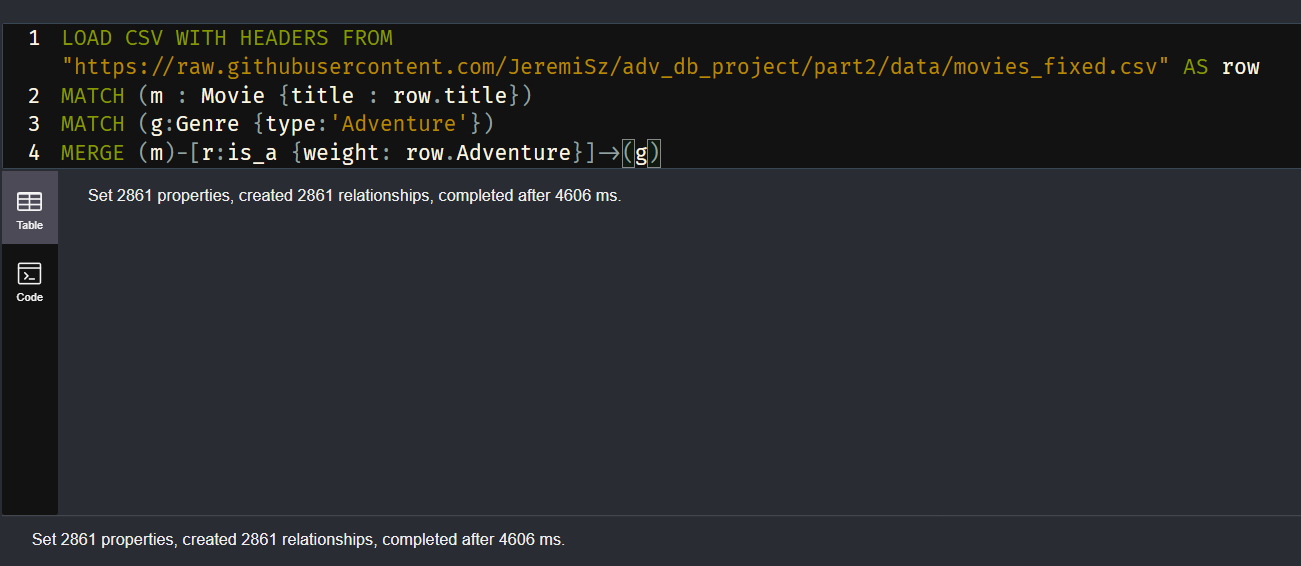 1 LOAD CSV WITH HEADERS FROM
"https://raw.githubusercontent.com/JeremiSz/adv_db_project/part2/data/movies_fixed.csv" AS row
2 MATCH (m : Movie {title : row.title})
3 MATCH (g:Genre {type:'Adventure'})
4 MERGE (m)-[r:is_a {weight: row.Adventure}]->(g)
Set 2861 properties, created 2861 relationships, completed after 4606 ms.
Table
Code
Set 2861 properties, created 2861 relationships, completed after 4606 ms.